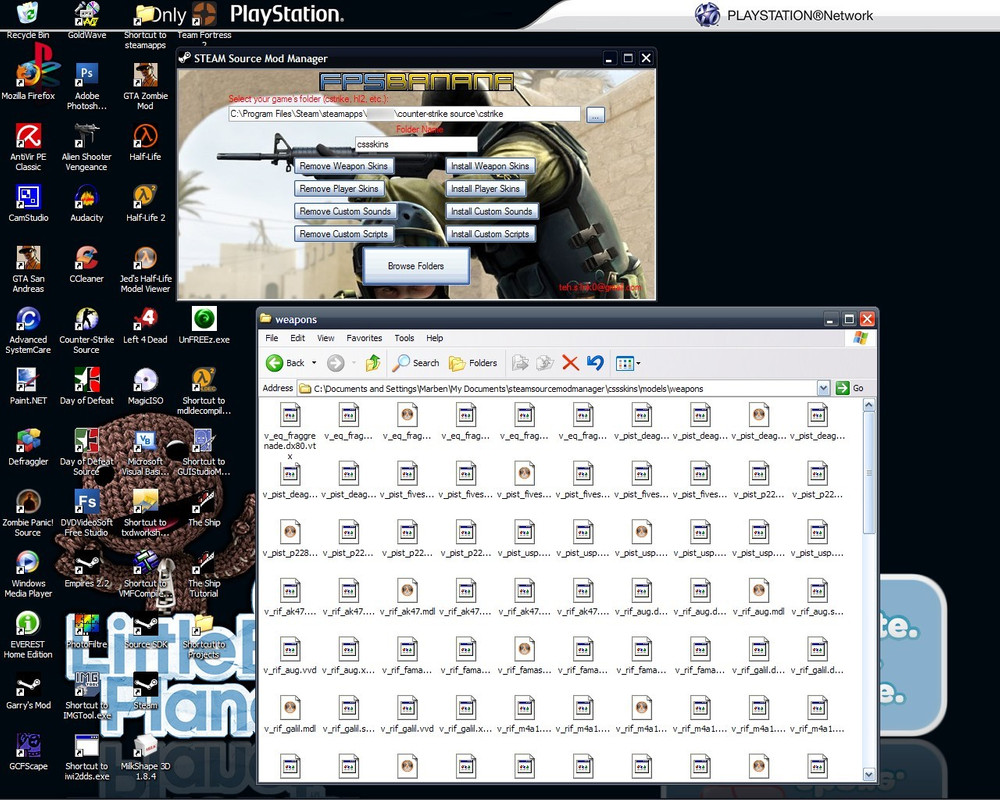 Only
PlayStation®
PLAYSTATION®Network
Recycle Bin
GoldWave
Shortcut to
steamapps
Team Fortress
2
Mozilla Firefox
Adobe
Photosh...
GTA Zombie
Mod
AntiVir PE
Classic
Alien Shooter
Vengeance
Half-Life
CamStudio
Audacity
Half-Life 2
GTA San
Andreas
CCleaner
Jed's Half-Life
Model Viewer
Advanced
SystemCare
Counter-Strike
Source
Left 4 Dead
UnFREEz.exe
Paint.NET
Day of Defeat
MagicISO
Shortcut to
mdldecompil...
Defraggler
Day of Defeat
Source
Microsoft
Visual Basi...
Shortcut to
GUIStudioM...
Zombie Panic!
Source
DVDVideoSoft
Free Studio
Shortcut to
txdworksh...
The Ship
Windows
Media Player
Empires 2.2
Shortcut to
VMFCompile...
The Ship
Tutorial
EVEREST
Home Edition
PhotoFiltre
Source SDK
Shortcut to
Projects
Garry's Mod
Shortcut to
IMGTool.exe
Steam
GCFScape
Shortcut to
iwi2dds.exe
MilkShape 3D
1.8.4
STEAM Source Mod Manager
FPSBANANA
Select your game's folder (cstrike, hl2, etc.):
C:\Program Files\Steam\steamapps\ \counter-strike source\cstrike
...
Folder Name
cssskins
Remove Weapon Skins
Install Weapon Skins
Remove Player Skins
Install Player Skins
Remove Custom Sounds
Install Custom Sounds
Remove Custom Scripts
Install Custom Scripts
Browse Folders
weapons
File Edit View Favorites Tools Help
Back Search Folders
Address C:\Documents and Settings\Marben\My Documents\steamsourcemodmanager\cssskins\models\weapons Go
v_eq_fraggre
nade.dx80.vt
x
v_eq_frag... v_eq_frag... v_eq_frag... v_eq_frag... v_eq_frag... v_pist_deag... v_pist_deag... v_pist_deag... v_pist_deag...
v_pist_deag... v_pist_deag... v_pist_fives... v_pist_fives... v_pist_fives... v_pist_fives... v_pist_fives... v_pist_fives... v_pist_p22... v_pist_p22...
v_pist_p228... v_pist_p22... v_pist_p22... v_pist_p22... v_pist_usp.... v_pist_usp.... v_pist_usp.... v_pist_usp.... v_pist_usp.... v_pist_usp....
v_rif_ak47.... v_rif_ak47.... v_rif_ak47.mdl v_rif_ak47.... v_rif_ak47.... v_rif_ak47.... v_rif_aug.d... v_rif_aug.d... v_rif_aug.mdl v_rif_aug.s...
v_rif_aug.vvd v_rif_aug.x... v_rif_fama... v_rif_fama... v_rif_famas... v_rif_fama... v_rif_fama... v_rif_fama... v_rif_galil.d... v_rif_galil.d...
v_rif_galil.mdl v_rif_galil.s... v_rif_galil.vvd v_rif_galil.x... v_rif_m4a1.... v_rif_m4a1.... v_rif_m4a1.... v_rif_m4a1.... v_rif_m4a1.... v_rif_m4a1....